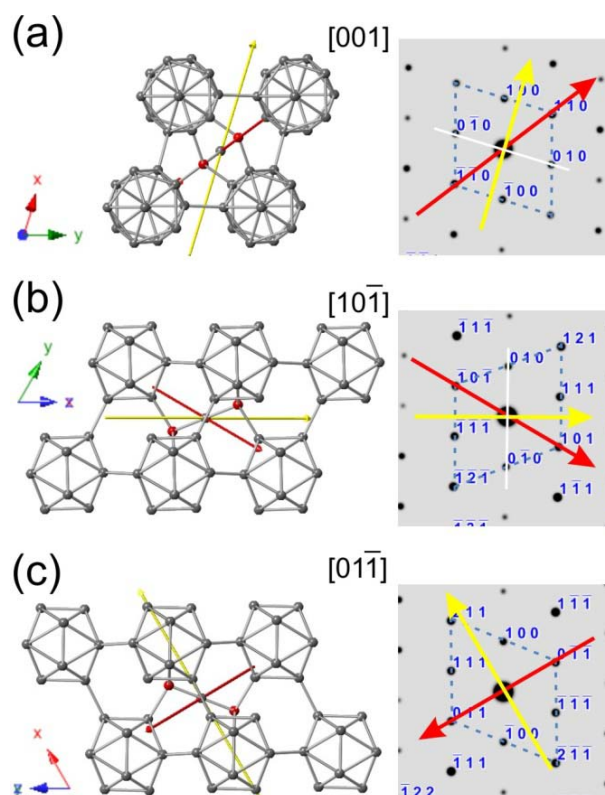 (a)
[001]
1 0 0
1 1 0
0 1̄ 0
0 1 0
1̄ 1̄ 0
1̄ 0 0
x
y
(b)
[101̄]
1̄ 1 1̄
1 2 1
0 1 0
1̄ 0 1̄
1 1 1
1̄ 1̄ 1̄
1 0 1
0 1̄ 0
1̄ 2̄ 1̄
1 1̄ 1
y
z
(c)
[011̄]
2 1 1
1 1̄ 1̄
1 0 0
0 1̄ 1̄
1 1 1
1̄ 1̄ 1̄
0 1 1
1̄ 0 0
2̄ 1̄ 1̄
1̄ 1 1
1̄ 2 2
x
z